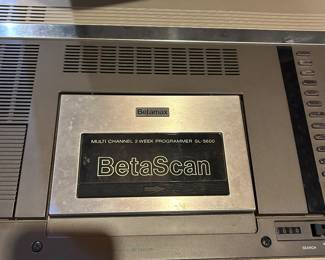 Betamax
MULTI CHANNEL 2 WEEK PROGRAMMER SL-5600
BetaScan
SEARCH